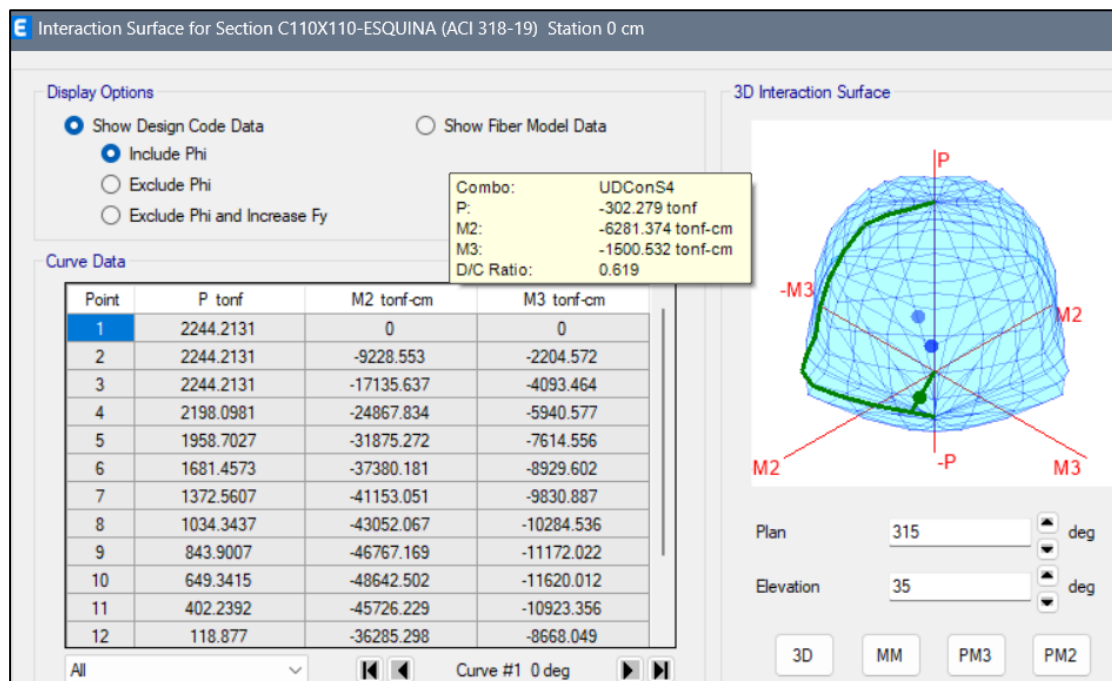 E Interaction Surface for Section C110X110-ESQUINA (ACI 318-19) Station 0 cm
Display Options
Show Design Code Data
Show Fiber Model Data
Include Phi
Exclude Phi
Exclude Phi and Increase Fy
Combo: UDConS4
P: -302.279 tonf
M2: -6281.374 tonf-cm
M3: -1500.532 tonf-cm
D/C Ratio: 0.619
Curve Data
Point P tonf M2 tonf-cm M3 tonf-cm
1 2244.2131 0 0
2 2244.2131 -9228.553 -2204.572
3 2244.2131 -17135.637 -4093.464
4 2198.0981 -24867.834 -5940.577
5 1958.7027 -31875.272 -7614.556
6 1681.4573 -37380.181 -8929.602
7 1372.5607 -41153.051 -9830.887
8 1034.3437 -43052.067 -10284.536
9 843.9007 -46767.169 -11172.022
10 649.3415 -48642.502 -11620.012
11 402.2392 -45726.229 -10923.356
12 118.877 -36285.298 -8668.049
All
Curve #1 0 deg
3D Interaction Surface
P
-M3
M2
M2
-P
M3
Plan 315 deg
Elevation 35 deg
3D MM PM3 PM2